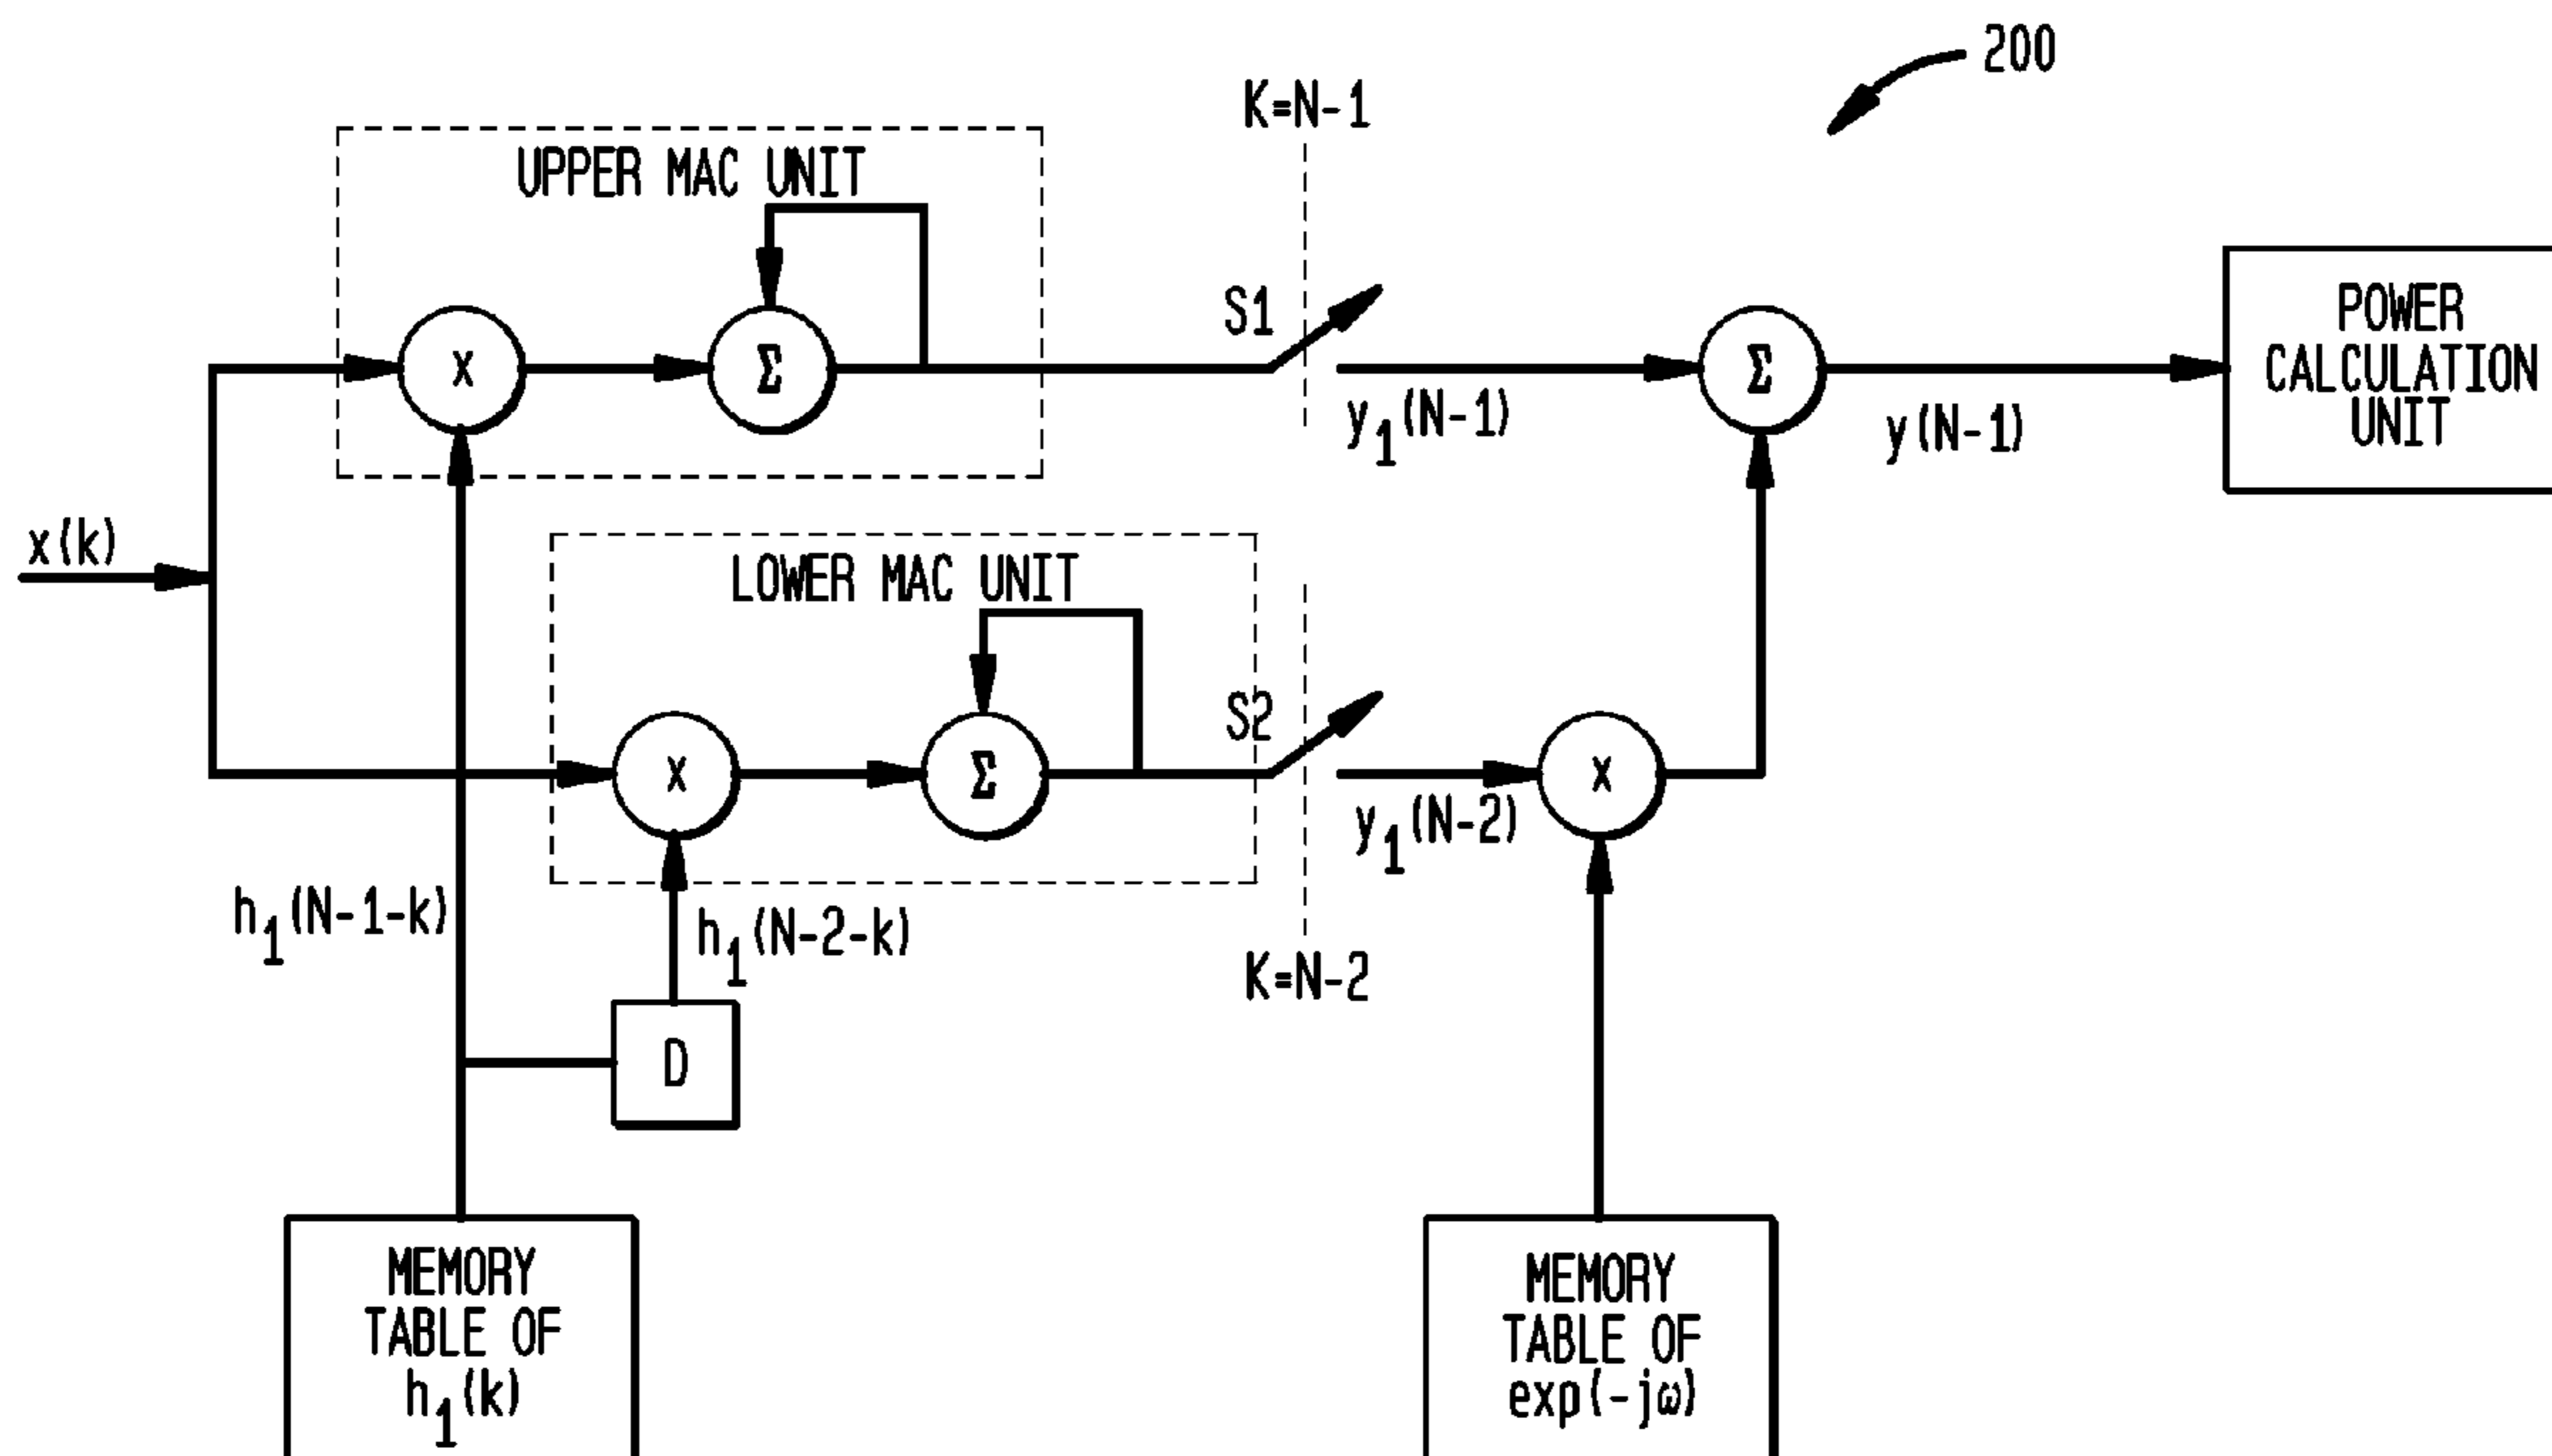 200
K=N-1
UPPER MAC UNIT
S1
X
Σ
Σ
POWER
CALCULATION
UNIT
y₁(N-1)
y(N-1)
x(k)
LOWER MAC UNIT
S2
X
Σ
X
y₁(N-2)
h₁(N-1-k)
h₁(N-2-k)
K=N-2
D
MEMORY
TABLE OF
h₁(k)
MEMORY
TABLE OF
exp(-jω)